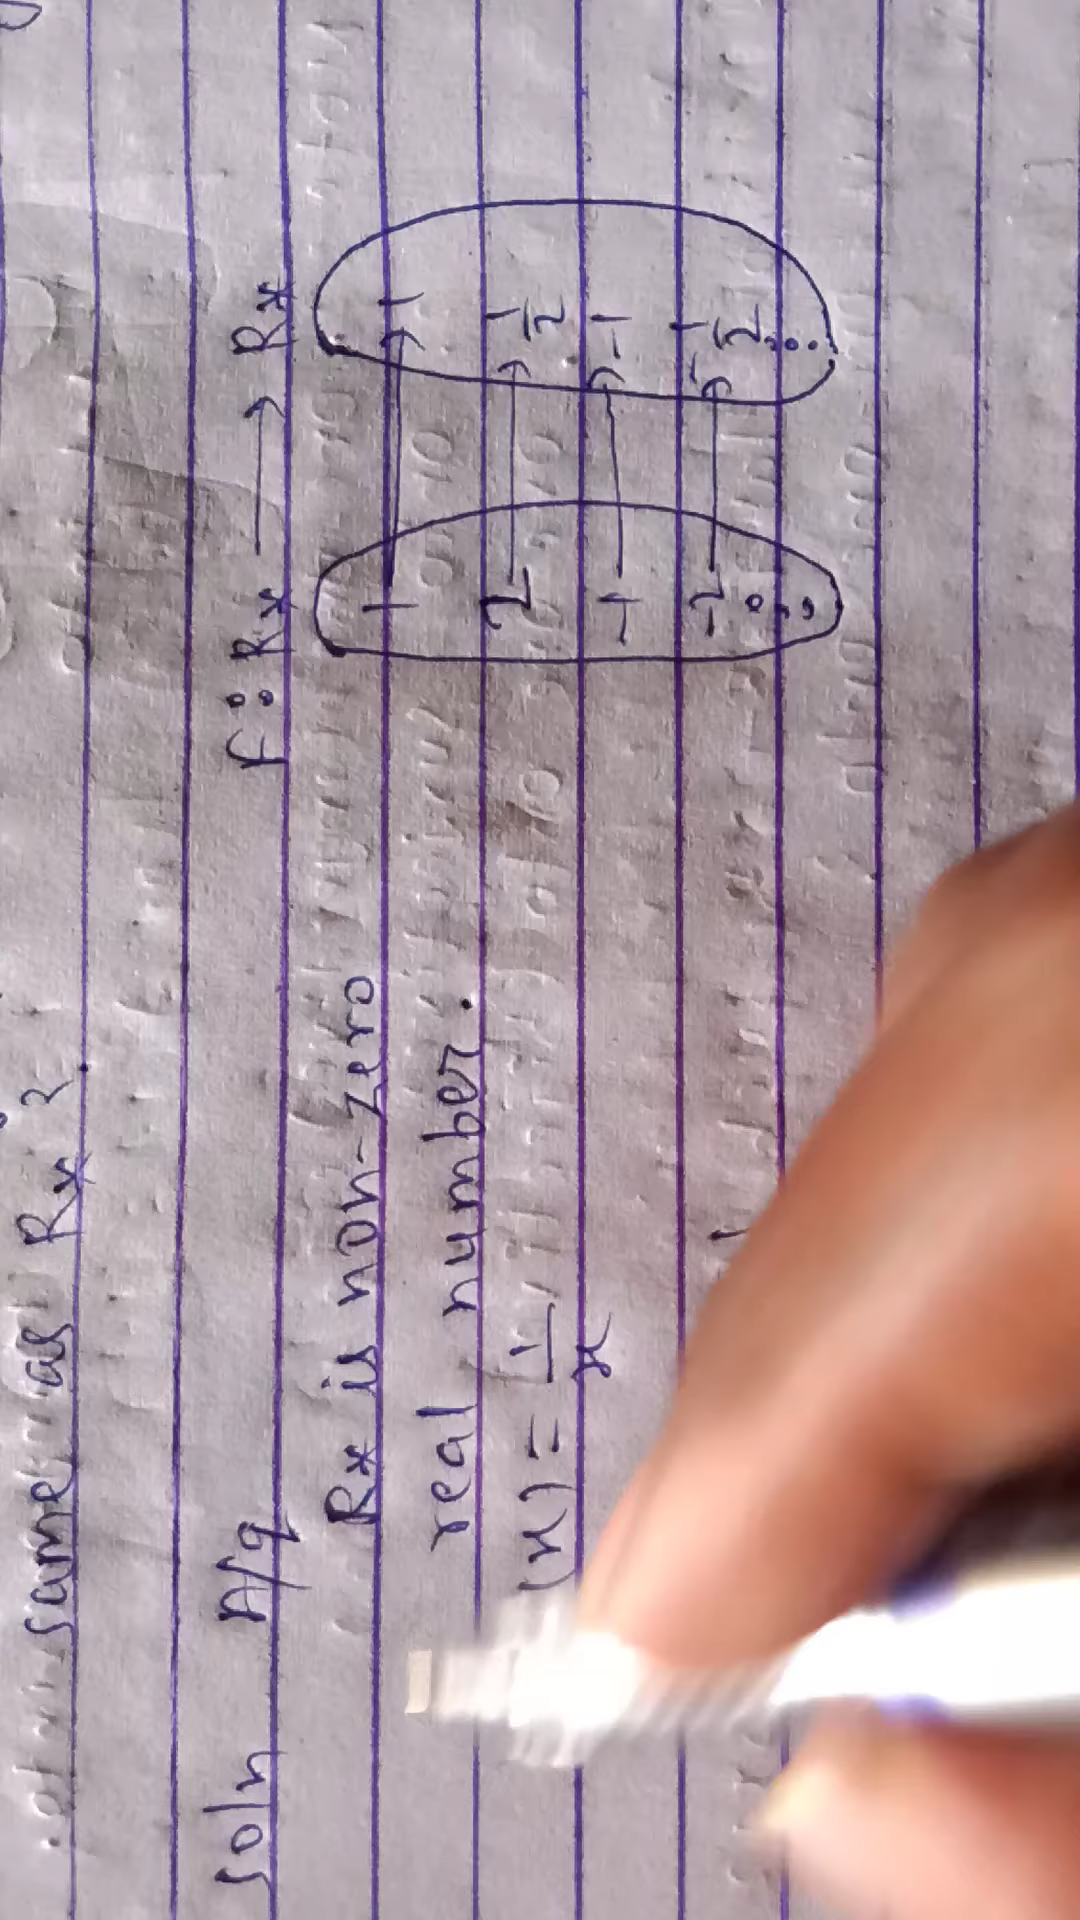 same as R* ?
soln A/q
R* is non-zero
real number.
(x) = 1/x
f : R* → R*
1 → 1
2 → 1/2
-1 → -1
-2 → -1/2